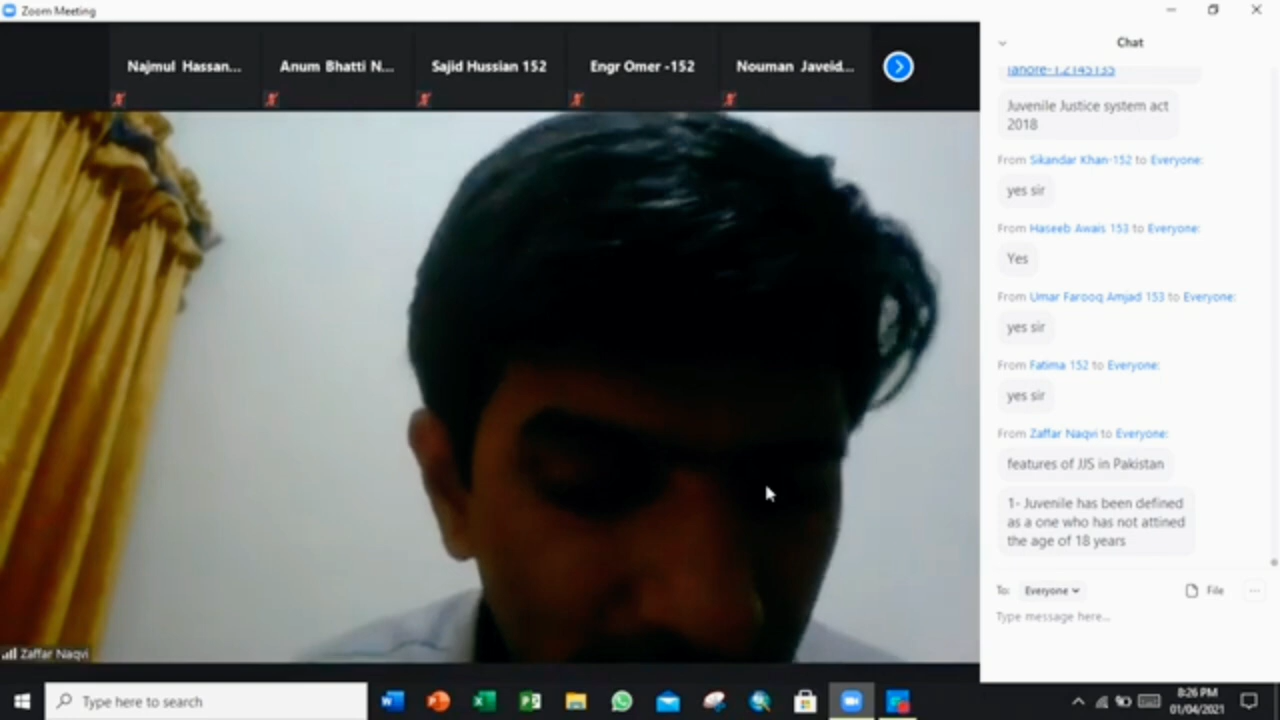 Zoom Meeting
Najmul Hassan...
Anum Bhatti N...
Sajid Hussian 152
Engr Omer -152
Nouman Javeid...
Chat
lahore-1.2145135
Juvenile Justice system act
2018
From Sikandar Khan-152 to Everyone:
yes sir
From Haseeb Awais 153 to Everyone:
Yes
From Umar Farooq Amjad 153 to Everyone:
yes sir
From Fatima 152 to Everyone:
yes sir
From Zaffar Naqvi to Everyone:
features of JJS in Pakistan
1- Juvenile has been defined
as a one who has not attined
the age of 18 years
To: Everyone
File
Type message here...
Zaffar Naqvi
Type here to search
8:26 PM
01/04/2021